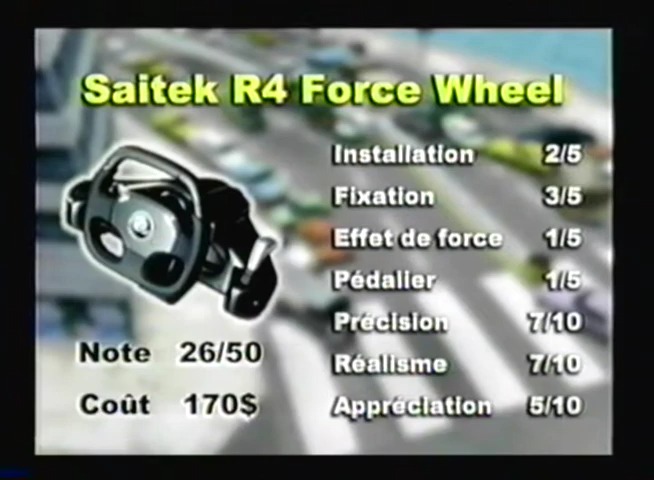 Saitek R4 Force Wheel
Installation 2/5
Fixation 3/5
Effet de force 1/5
Pédalier 1/5
Précision 7/10
Réalisme 7/10
Appréciation 5/10
Note 26/50
Coût 170$